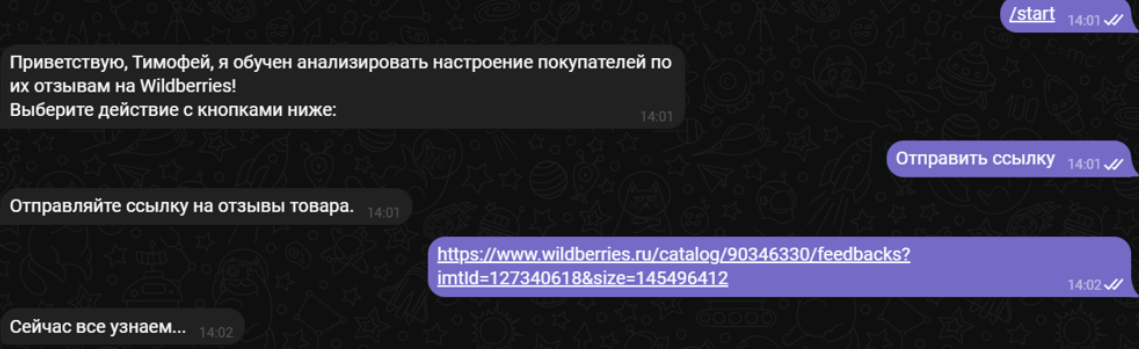 /start 14:01
Приветствую, Тимофей, я обучен анализировать настроение покупателей по
их отзывам на Wildberries!
Выберите действие с кнопками ниже:
14:01
Отправить ссылку 14:01
Отправляйте ссылку на отзывы товара. 14:01
https://www.wildberries.ru/catalog/90346330/feedbacks?
imtId=127340618&size=145496412
14:02
Сейчас все узнаем... 14:02